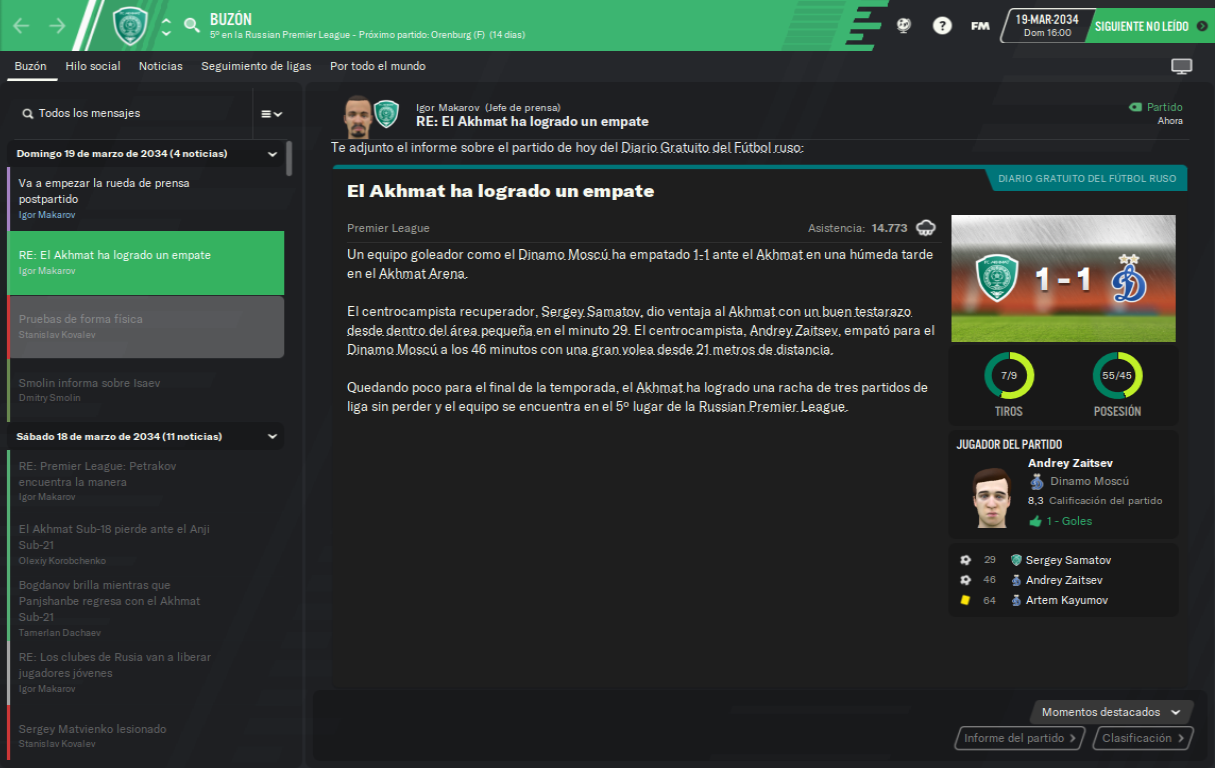 BUZÓN
5º en la Russian Premier League - Próximo partido: Orenburg (F) (14 días)
?
FM
19-MAR-2034
Dom 16:00
SIGUIENTE NO LEÍDO
Buzón
Hilo social
Noticias
Seguimiento de ligas
Por todo el mundo
Todos los mensajes
Domingo 19 de marzo de 2034 (4 noticias)
Va a empezar la rueda de prensa
postpartido
Igor Makarov
RE: El Akhmat ha logrado un empate
Igor Makarov
Pruebas de forma física
Stanislav Kovalev
Smolin informa sobre Isaev
Dmitry Smolin
Sábado 18 de marzo de 2034 (11 noticias)
RE: Premier League: Petrakov
encuentra la manera
Igor Makarov
El Akhmat Sub-18 pierde ante el Anji
Sub-21
Olexiy Korobchenko
Bogdanov brilla mientras que
Panjshanbe regresa con el Akhmat
Sub-21
Tamerlan Dachaev
RE: Los clubes de Rusia van a liberar
jugadores jóvenes
Igor Makarov
Sergey Matvienko lesionado
Stanislav Kovalev
Igor Makarov (Jefe de prensa)
RE: El Akhmat ha logrado un empate
Partido
Ahora
Te adjunto el informe sobre el partido de hoy del Diario Gratuito del Fútbol ruso:
DIARIO GRATUITO DEL FÚTBOL RUSO
El Akhmat ha logrado un empate
Premier League
Asistencia: 14.773
Un equipo goleador como el Dinamo Moscú ha empatado 1-1 ante el Akhmat en una húmeda tarde
en el Akhmat Arena.
El centrocampista recuperador, Sergey Samatov, dio ventaja al Akhmat con un buen testarazo
desde dentro del área pequeña en el minuto 29. El centrocampista, Andrey Zaitsev, empató para el
Dinamo Moscú a los 46 minutos con una gran volea desde 21 metros de distancia.
Quedando poco para el final de la temporada, el Akhmat ha logrado una racha de tres partidos de
liga sin perder y el equipo se encuentra en el 5º lugar de la Russian Premier League.
1 - 1
7/9
TIROS
55/45
POSESIÓN
JUGADOR DEL PARTIDO
Andrey Zaitsev
Dinamo Moscú
8,3 Calificación del partido
1 - Goles
29 Sergey Samatov
46 Andrey Zaitsev
64 Artem Kayumov
Momentos destacados
Informe del partido
Clasificación